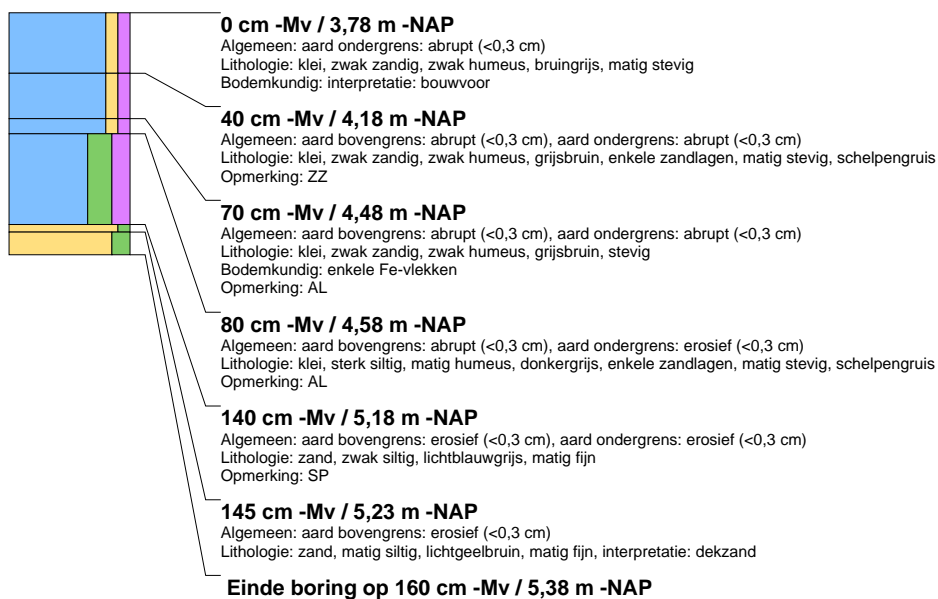 0 cm -Mv / 3,78 m -NAP
Algemeen: aard ondergrens: abrupt (<0,3 cm)
Lithologie: klei, zwak zandig, zwak humeus, bruingrijs, matig stevig
Bodemkundig: interpretatie: bouwvoor
40 cm -Mv / 4,18 m -NAP
Algemeen: aard bovengrens: abrupt (<0,3 cm), aard ondergrens: abrupt (<0,3 cm)
Lithologie: klei, zwak zandig, zwak humeus, grijsbruin, enkele zandlagen, matig stevig, schelpengruis
Opmerking: ZZ
70 cm -Mv / 4,48 m -NAP
Algemeen: aard bovengrens: abrupt (<0,3 cm), aard ondergrens: abrupt (<0,3 cm)
Lithologie: klei, zwak zandig, zwak humeus, grijsbruin, stevig
Bodemkundig: enkele Fe-vlekken
Opmerking: AL
80 cm -Mv / 4,58 m -NAP
Algemeen: aard bovengrens: abrupt (<0,3 cm), aard ondergrens: erosief (<0,3 cm)
Lithologie: klei, sterk siltig, matig humeus, donkergrijs, enkele zandlagen, matig stevig, schelpengruis
Opmerking: AL
140 cm -Mv / 5,18 m -NAP
Algemeen: aard bovengrens: erosief (<0,3 cm), aard ondergrens: erosief (<0,3 cm)
Lithologie: zand, zwak siltig, lichtblauwgrijs, matig fijn
Opmerking: SP
145 cm -Mv / 5,23 m -NAP
Algemeen: aard bovengrens: erosief (<0,3 cm)
Lithologie: zand, matig siltig, lichtgeelbruin, matig fijn, interpretatie: dekzand
Einde boring op 160 cm -Mv / 5,38 m -NAP